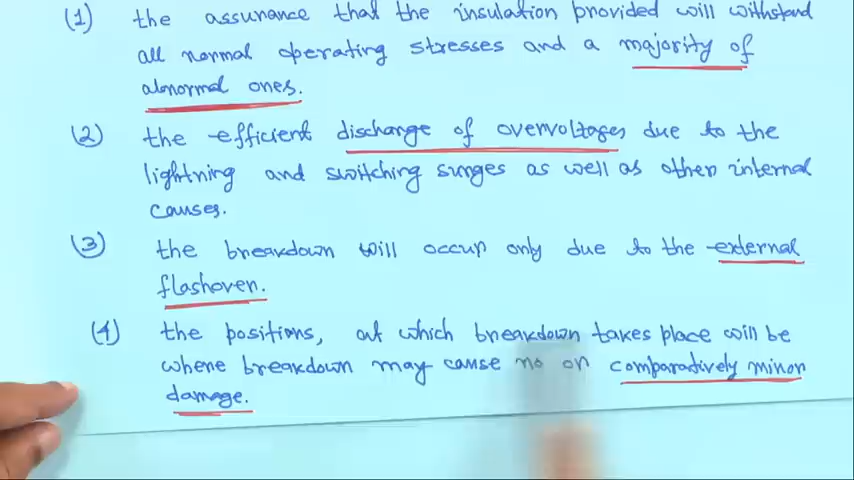 (1) the assurance that the insulation provided will withstand
all normal operating stresses and a majority of
abnormal ones.
(2) the efficient discharge of overvoltages due to the
lightning and switching surges as well as other internal
causes.
(3) the breakdown will occur only due to the external
flashover.
(4) the positions, at which breakdown takes place will be
where breakdown may cause no or comparatively minor
damage.